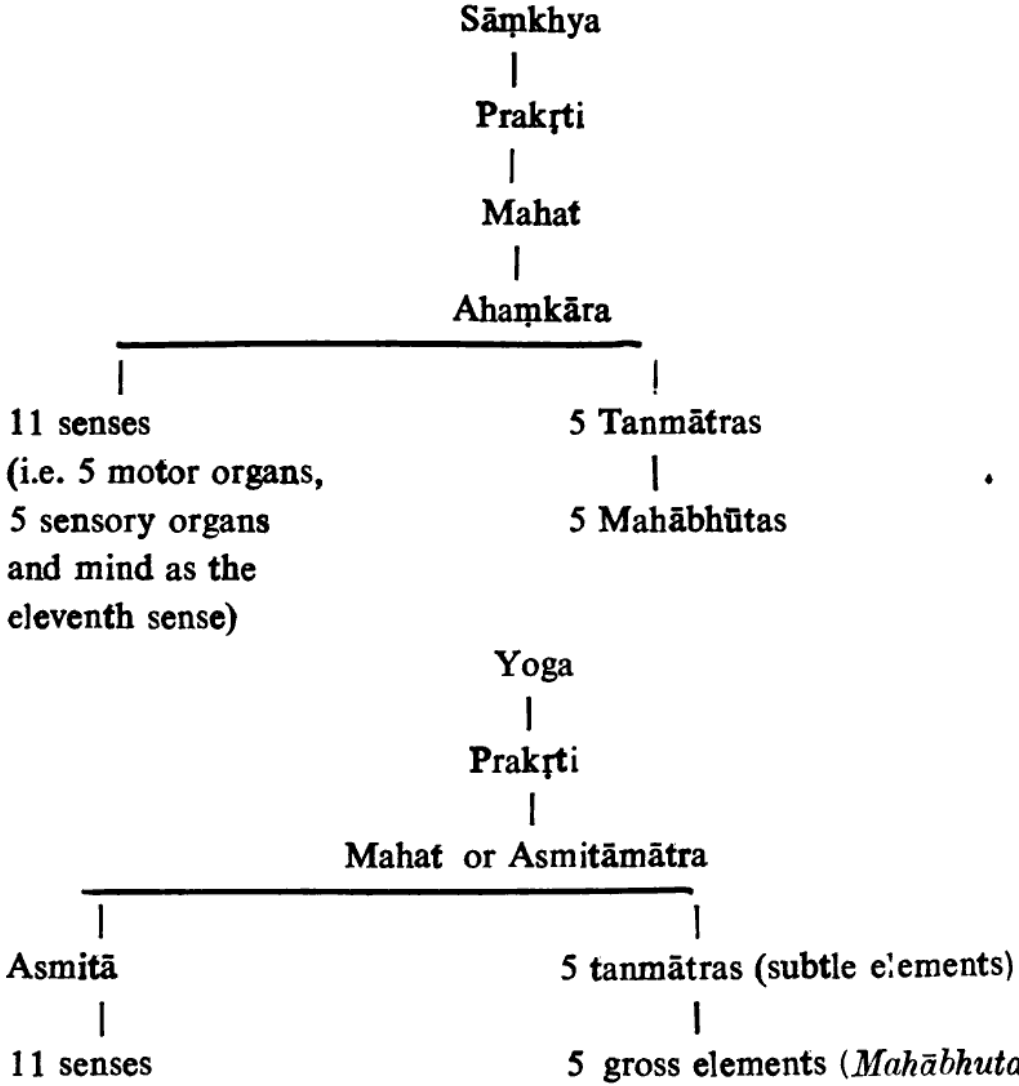 Sāṃkhya
Prakṛti
Mahat
Ahaṃkāra
11 senses
5 Tanmātras
(i.e. 5 motor organs,
5 sensory organs
5 Mahābhūtas
and mind as the
eleventh sense)
Yoga
Prakṛti
Mahat or Asmitāmātra
Asmitā
5 tanmātras (subtle elements)
11 senses
5 gross elements (Mahābhuta